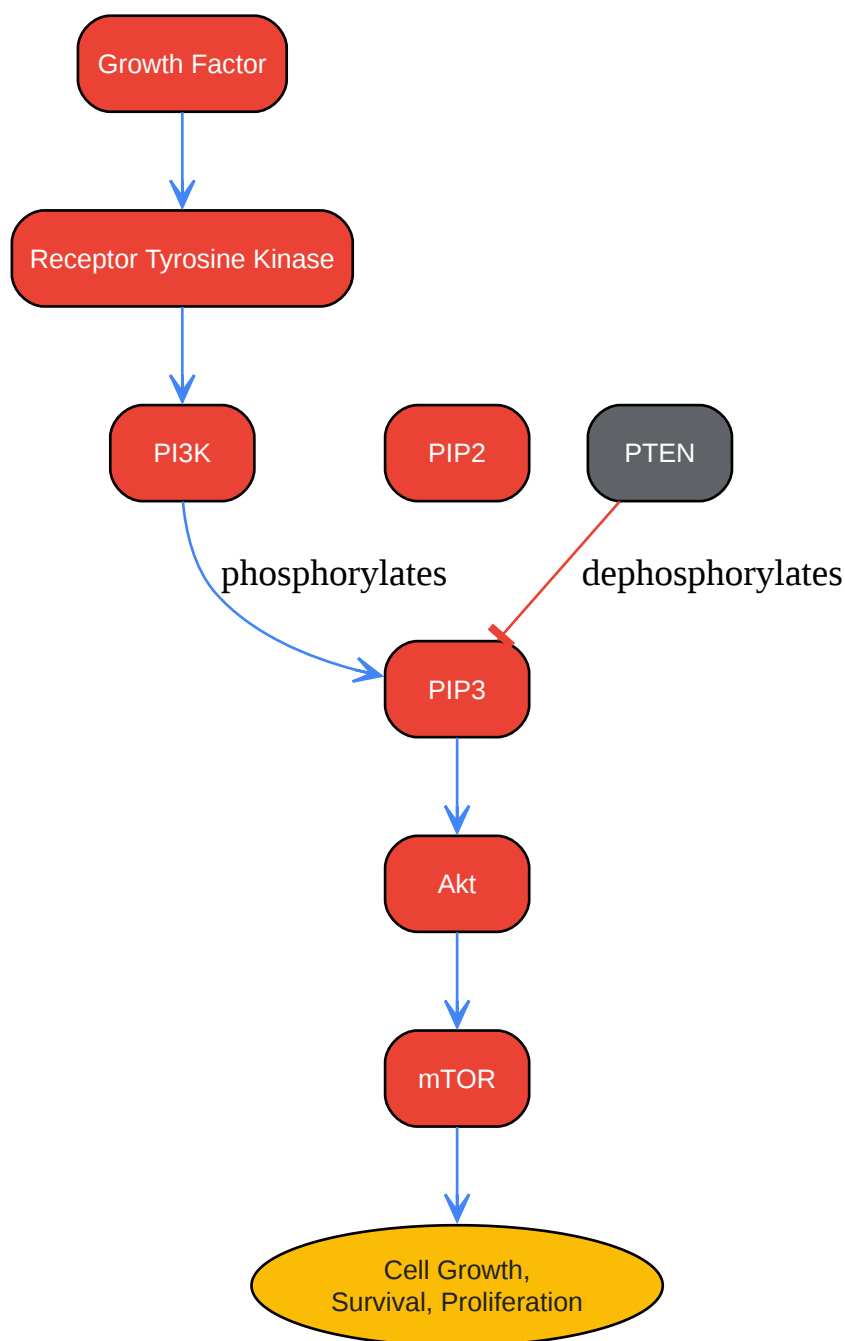 Growth Factor
Receptor Tyrosine Kinase
PI3K
PIP2
PTEN
phosphorylates
dephosphorylates
PIP3
Akt
mTOR
Cell Growth,
Survival, Proliferation